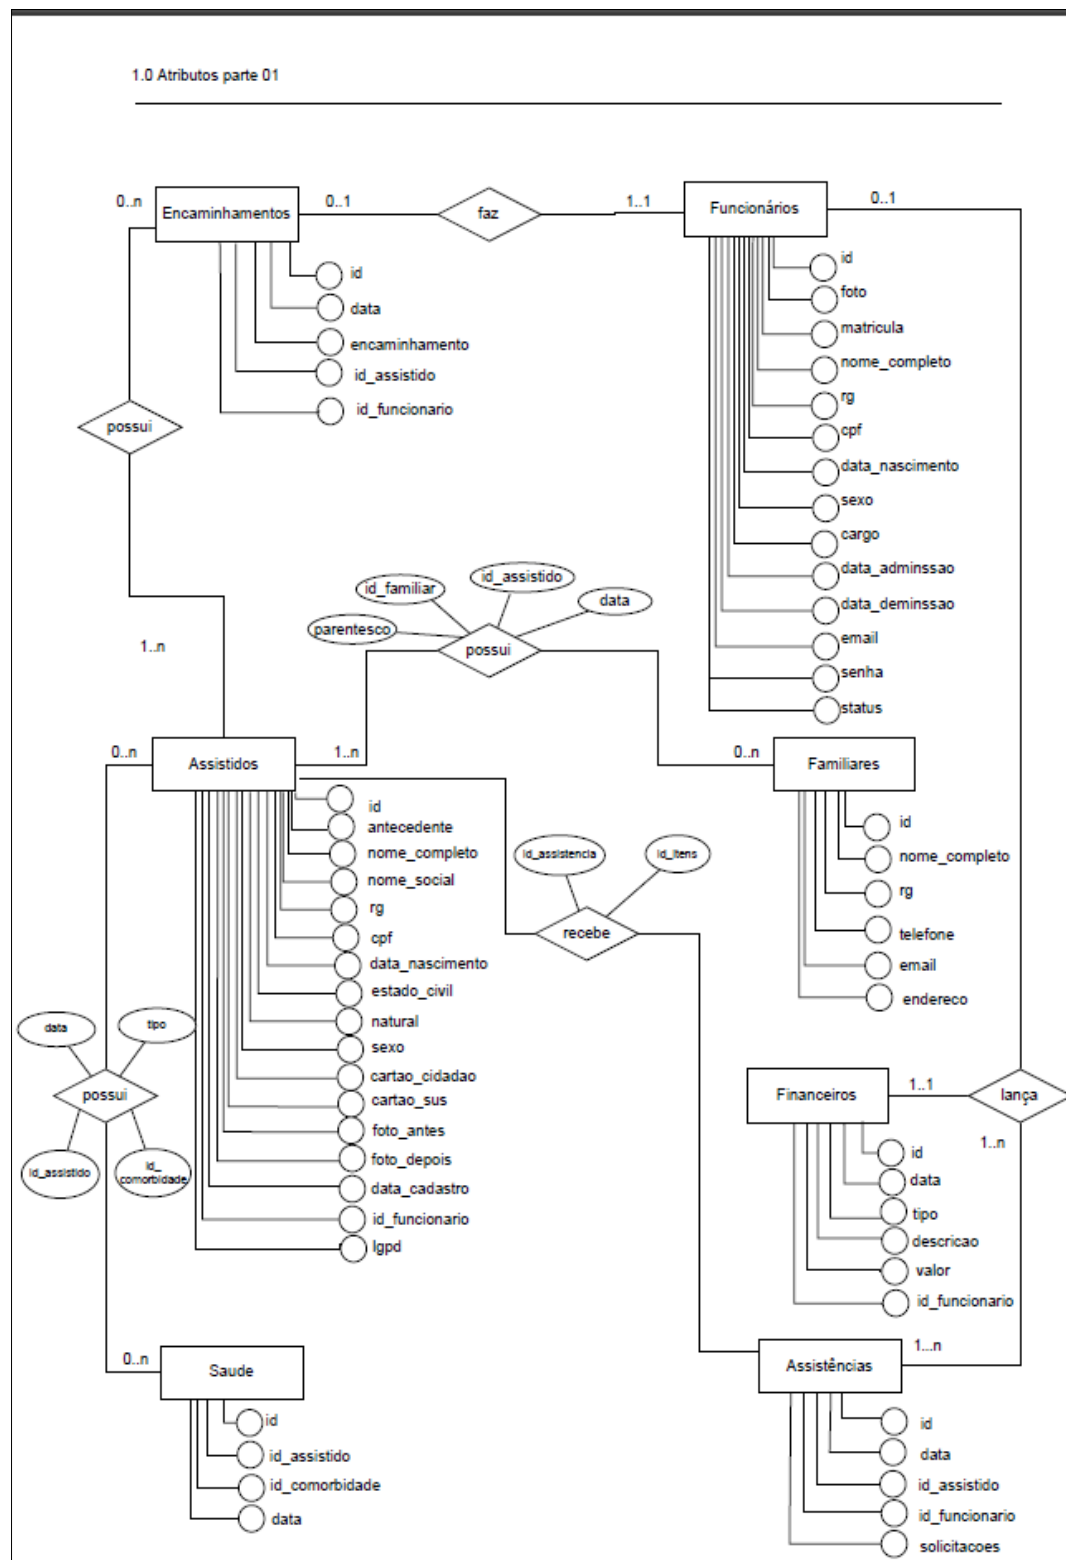 1.0 Atributos parte 01
0..n
Encaminhamentos
0..1
faz
1..1
Funcionários
0..1
id
data
encaminhamento
id_assistido
id_funcionario
id
foto
matricula
nome_completo
rg
cpf
data_nascimento
sexo
cargo
data_adminssao
data_deminssao
email
senha
status
possui
1..n
id_familiar
id_assistido
data
parentesco
possui
0..n
Assistidos
1..n
0..n
Familiares
id
antecedente
nome_completo
nome_social
rg
cpf
data_nascimento
estado_civil
natural
sexo
cartao_cidadao
cartao_sus
foto_antes
foto_depois
data_cadastro
id_funcionario
lgpd
id_assistencia
id_itens
recebe
id
nome_completo
rg
telefone
email
endereco
data
tipo
possui
id_assistido
id_
comorbidade
Financeiros
1..1
lança
1..n
id
data
tipo
descricao
valor
id_funcionario
0..n
Saude
id
id_assistido
id_comorbidade
data
Assistências
1...n
id
data
id_assistido
id_funcionario
solicitacoes